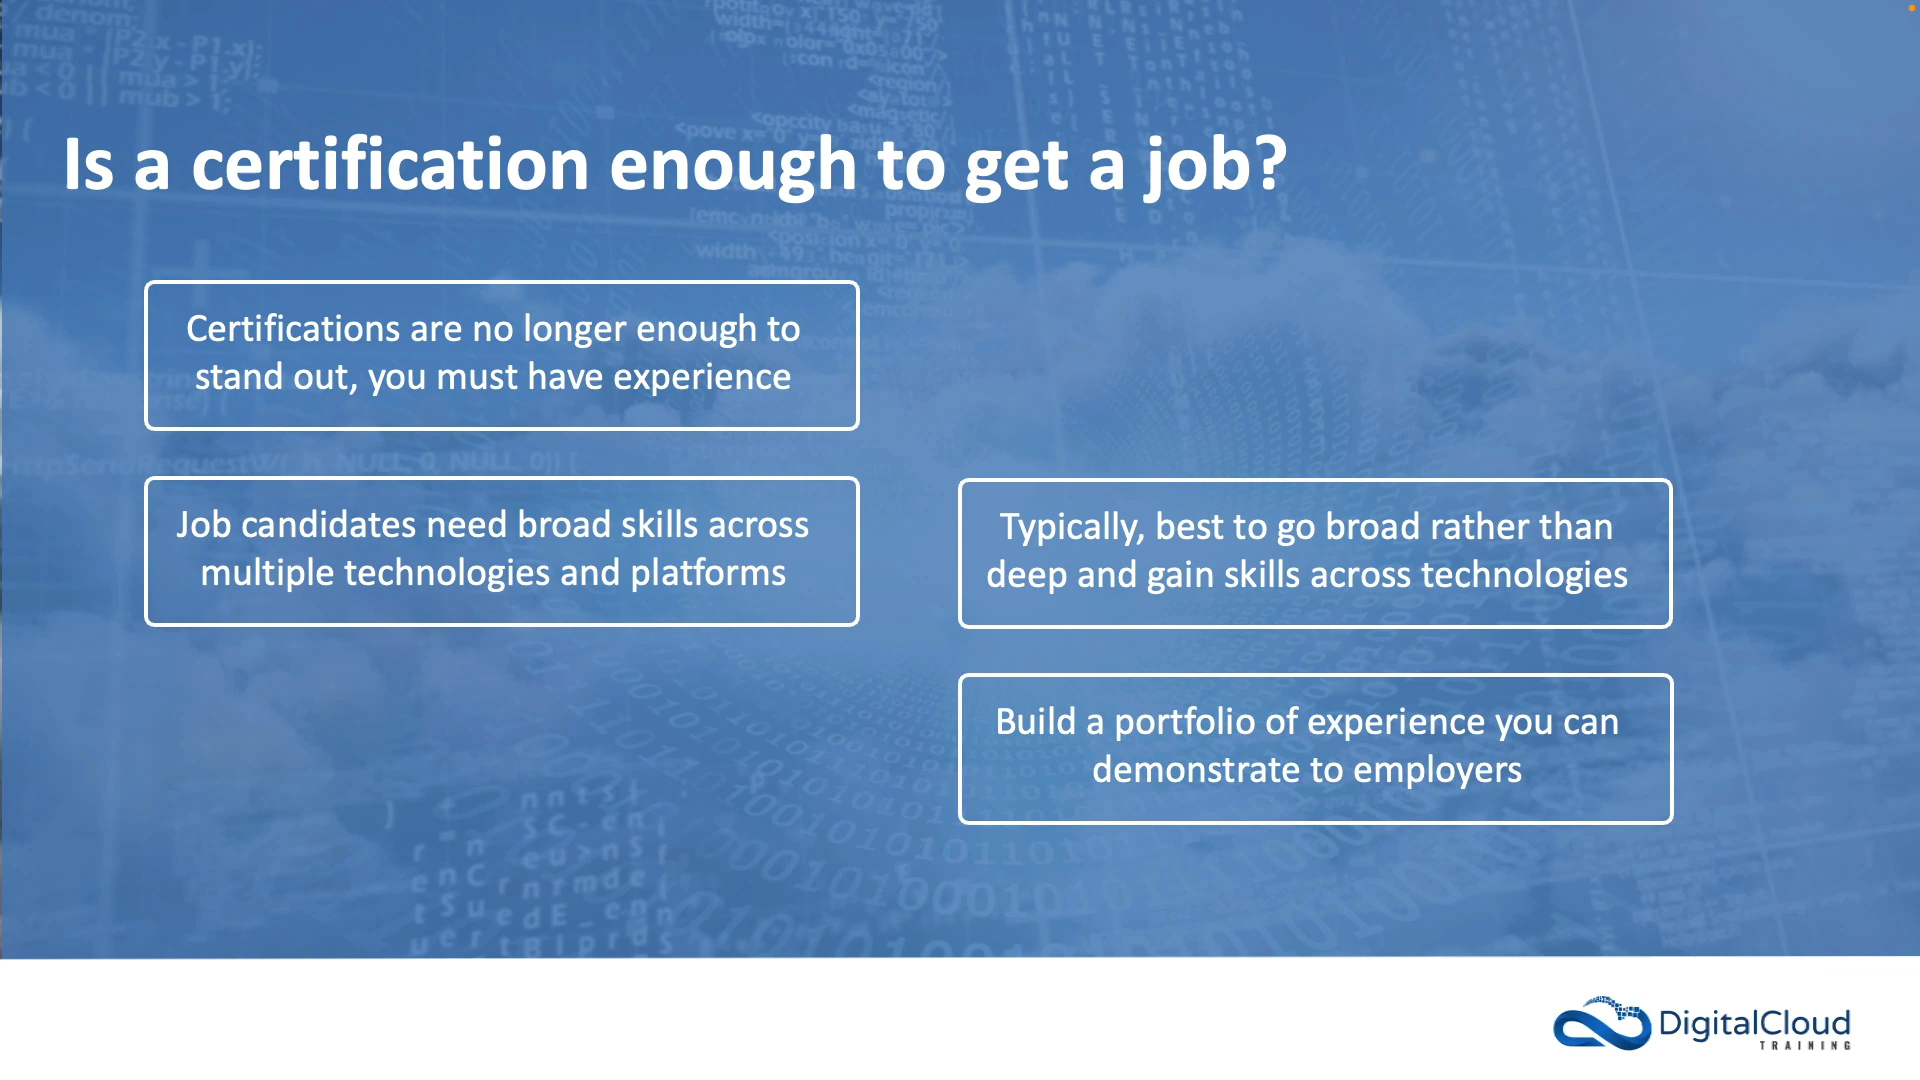 Is a certification enough to get a job?
Certifications are no longer enough to
stand out, you must have experience
Job candidates need broad skills across
multiple technologies and platforms
Typically, best to go broad rather than
deep and gain skills across technologies
Build a portfolio of experience you can
demonstrate to employers
DigitalCloud
TRAINING